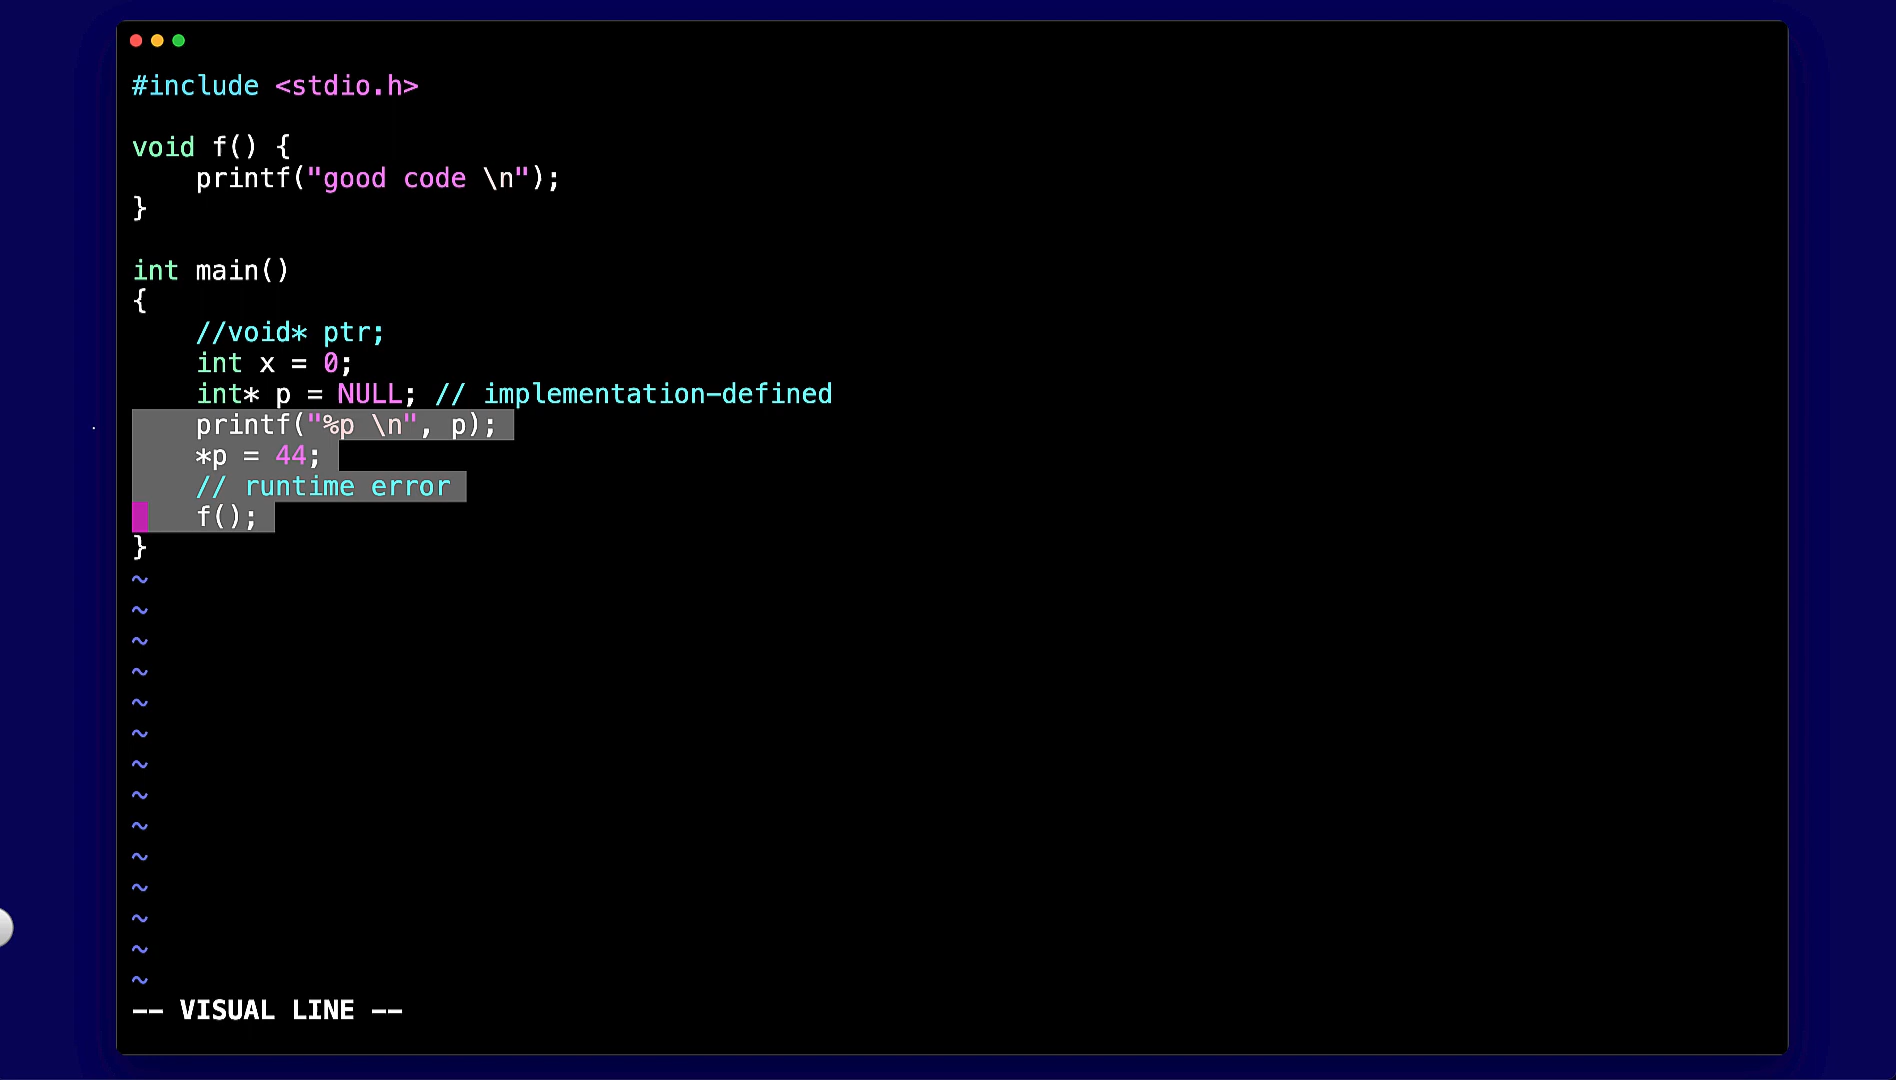 #include <stdio.h>
void f() {
    printf("good code \n");
}
int main()
{
    //void* ptr;
    int x = 0;
    int* p = NULL; // implementation-defined
    printf("%p \n", p);
    *p = 44;
    // runtime error
    f();
}
~
~
~
~
~
~
~
~
~
~
~
~
~
~
-- VISUAL LINE --